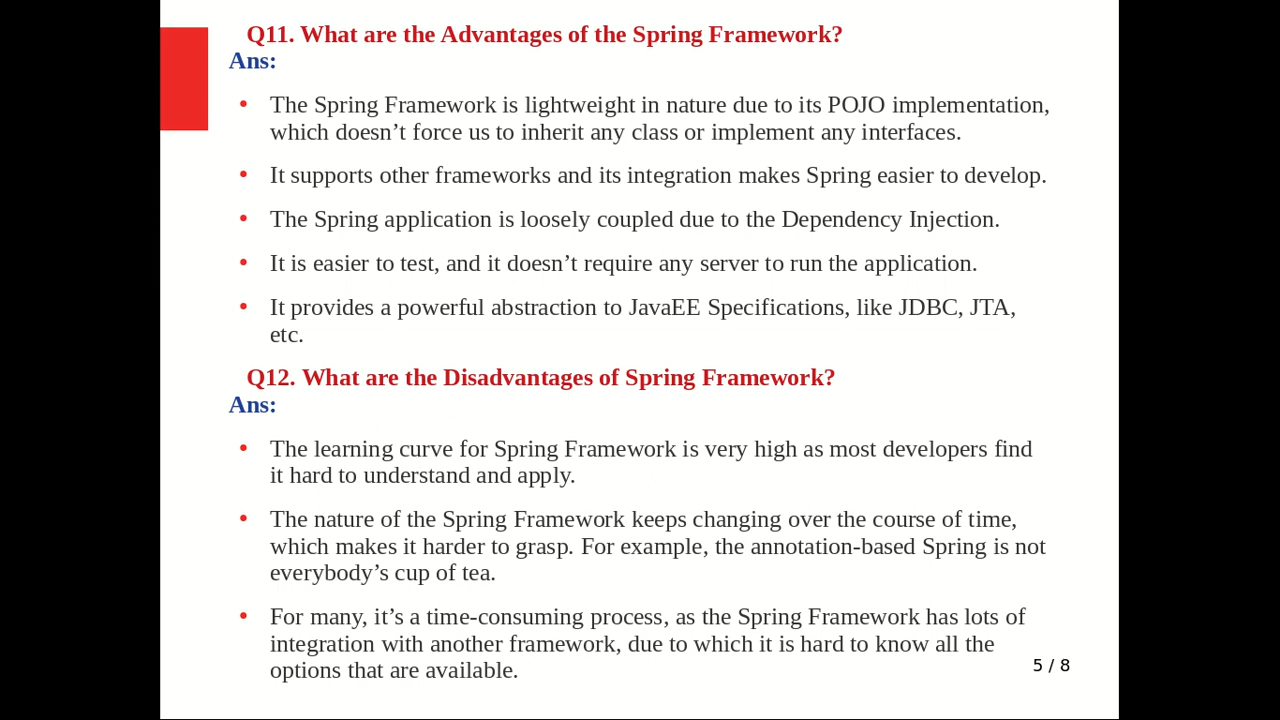 Q11. What are the Advantages of the Spring Framework?
Ans:
• The Spring Framework is lightweight in nature due to its POJO implementation,
which doesn’t force us to inherit any class or implement any interfaces.
• It supports other frameworks and its integration makes Spring easier to develop.
• The Spring application is loosely coupled due to the Dependency Injection.
• It is easier to test, and it doesn’t require any server to run the application.
• It provides a powerful abstraction to JavaEE Specifications, like JDBC, JTA,
etc.
Q12. What are the Disadvantages of Spring Framework?
Ans:
• The learning curve for Spring Framework is very high as most developers find
it hard to understand and apply.
• The nature of the Spring Framework keeps changing over the course of time,
which makes it harder to grasp. For example, the annotation-based Spring is not
everybody’s cup of tea.
• For many, it’s a time-consuming process, as the Spring Framework has lots of
integration with another framework, due to which it is hard to know all the
options that are available.
5 / 8